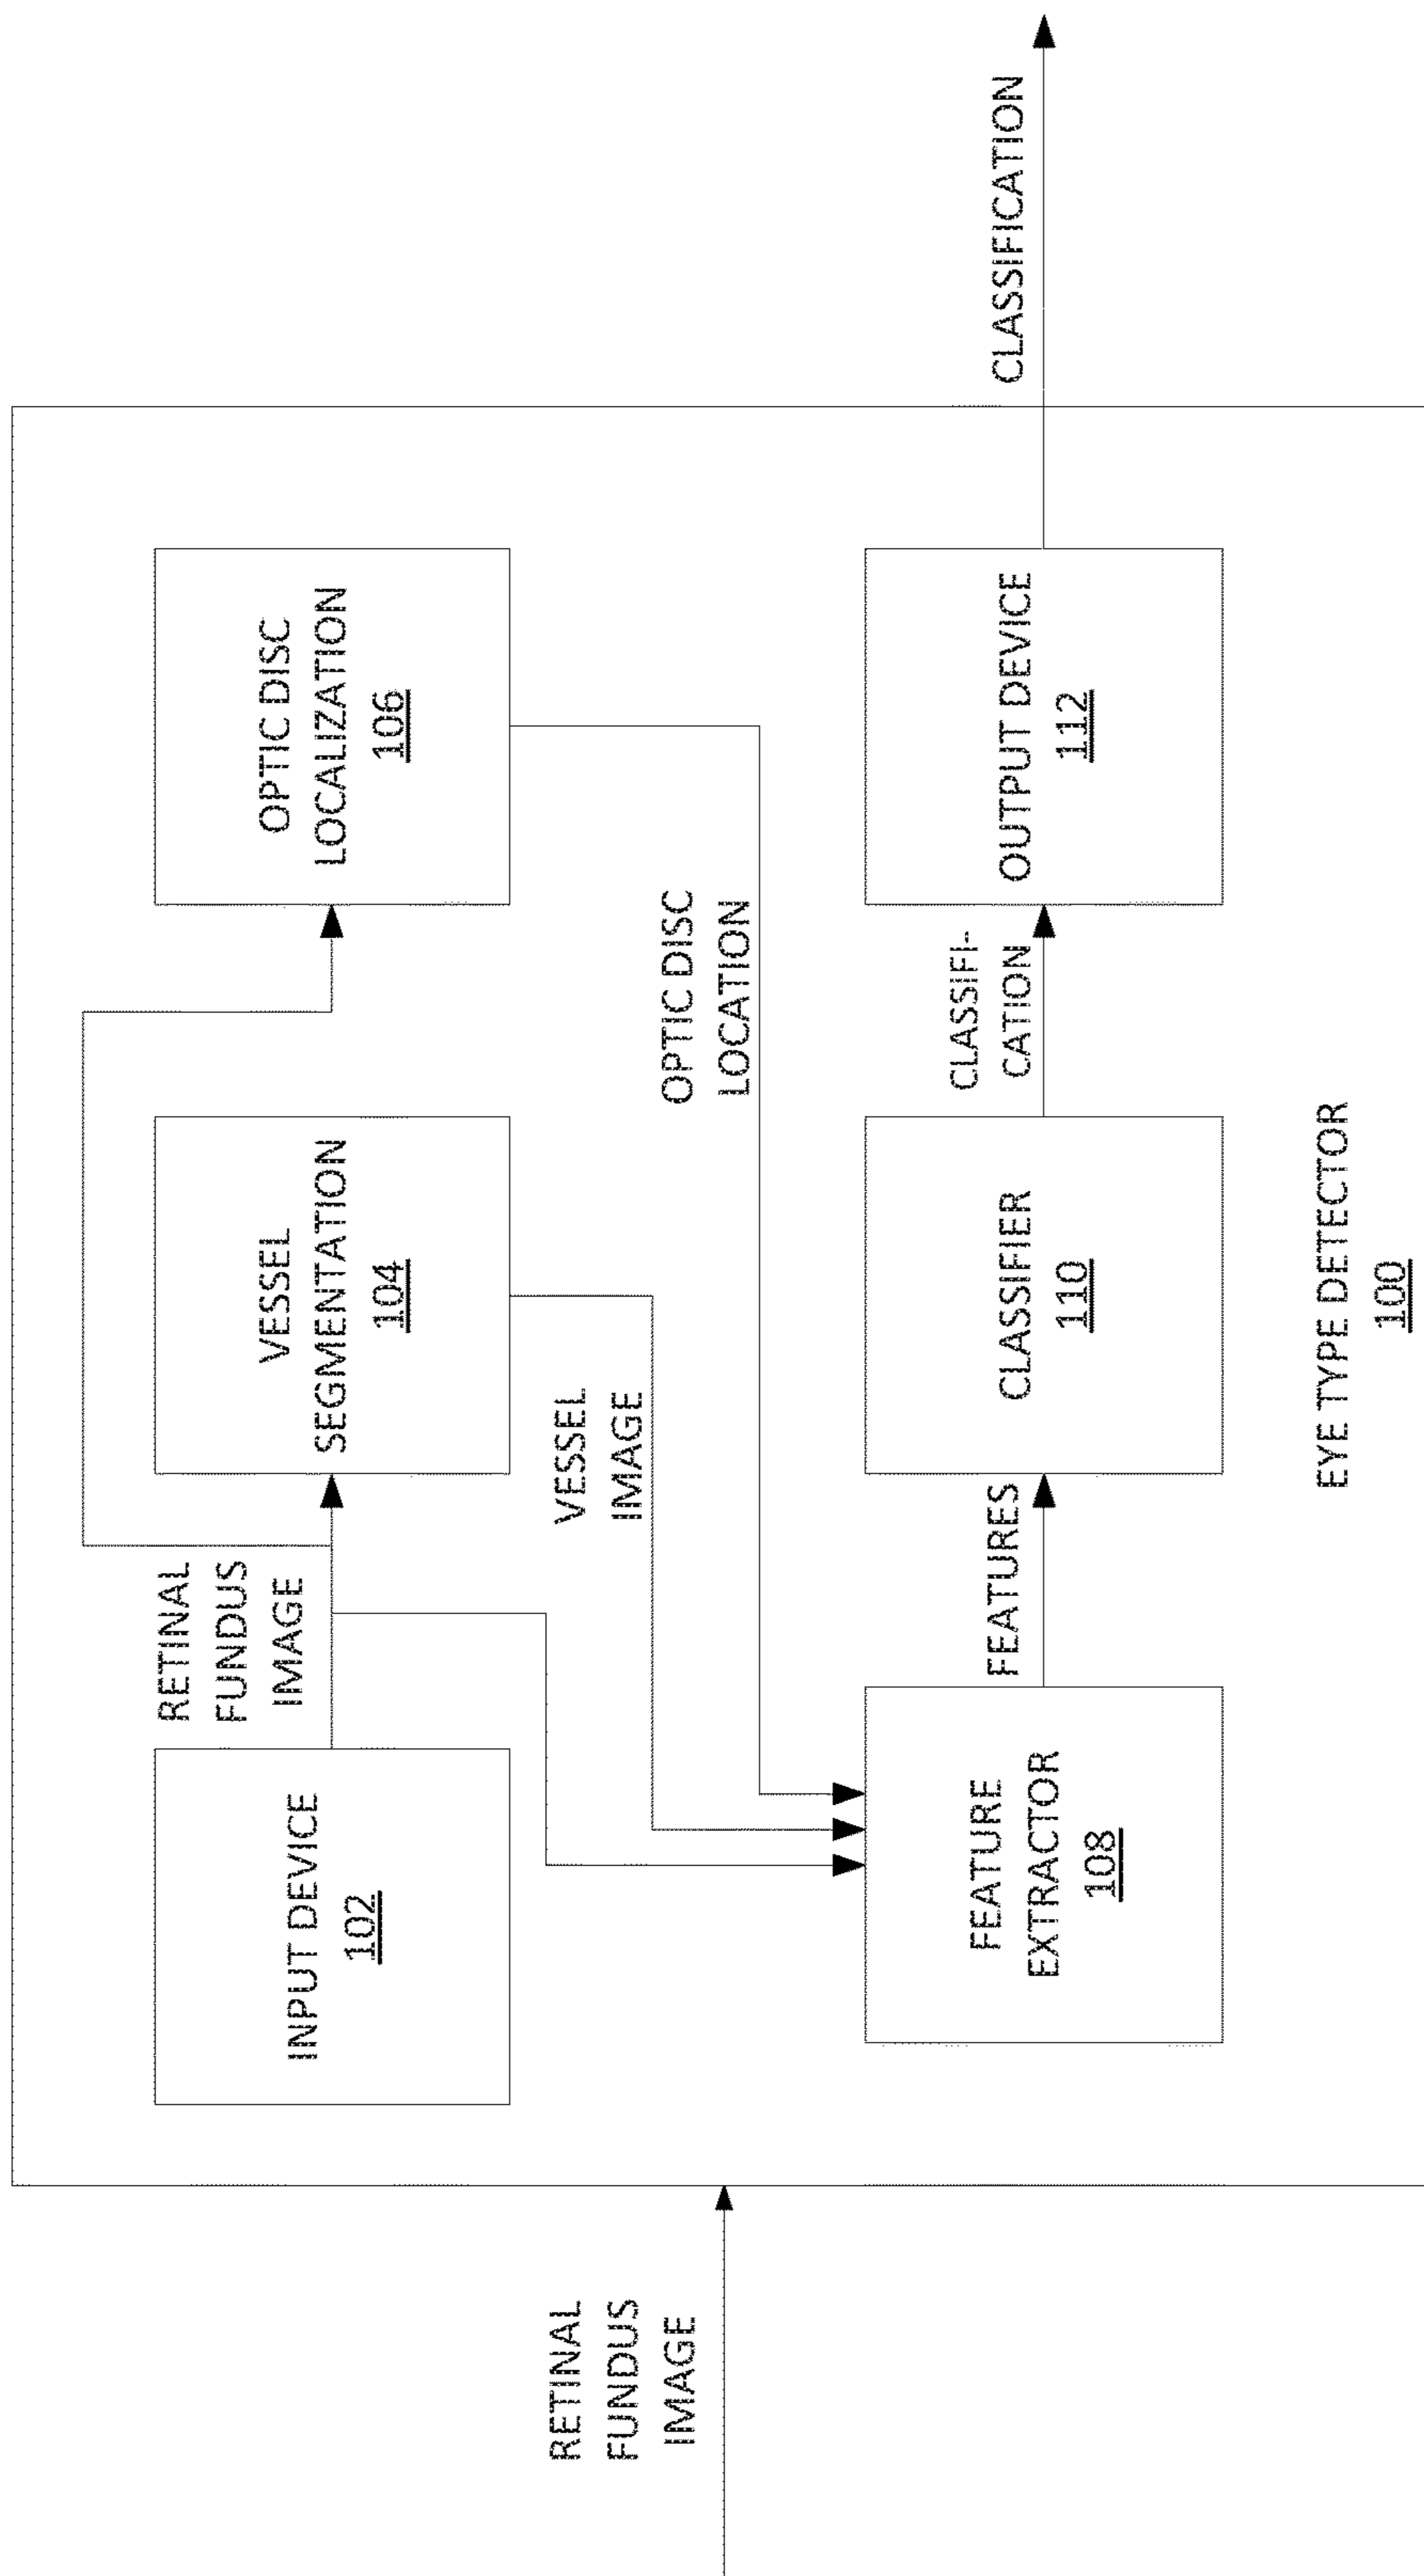 RETINAL
FUNDUS
IMAGE
INPUT DEVICE
102
RETINAL
FUNDUS
IMAGE
VESSEL
SEGMENTATION
104
OPTIC DISC
LOCALIZATION
106
VESSEL
IMAGE
OPTIC DISC
LOCATION
FEATURE
EXTRACTOR
108
FEATURES
CLASSIFIER
110
CLASSIFI-
CATION
OUTPUT DEVICE
112
CLASSIFICATION
EYE TYPE DETECTOR
100